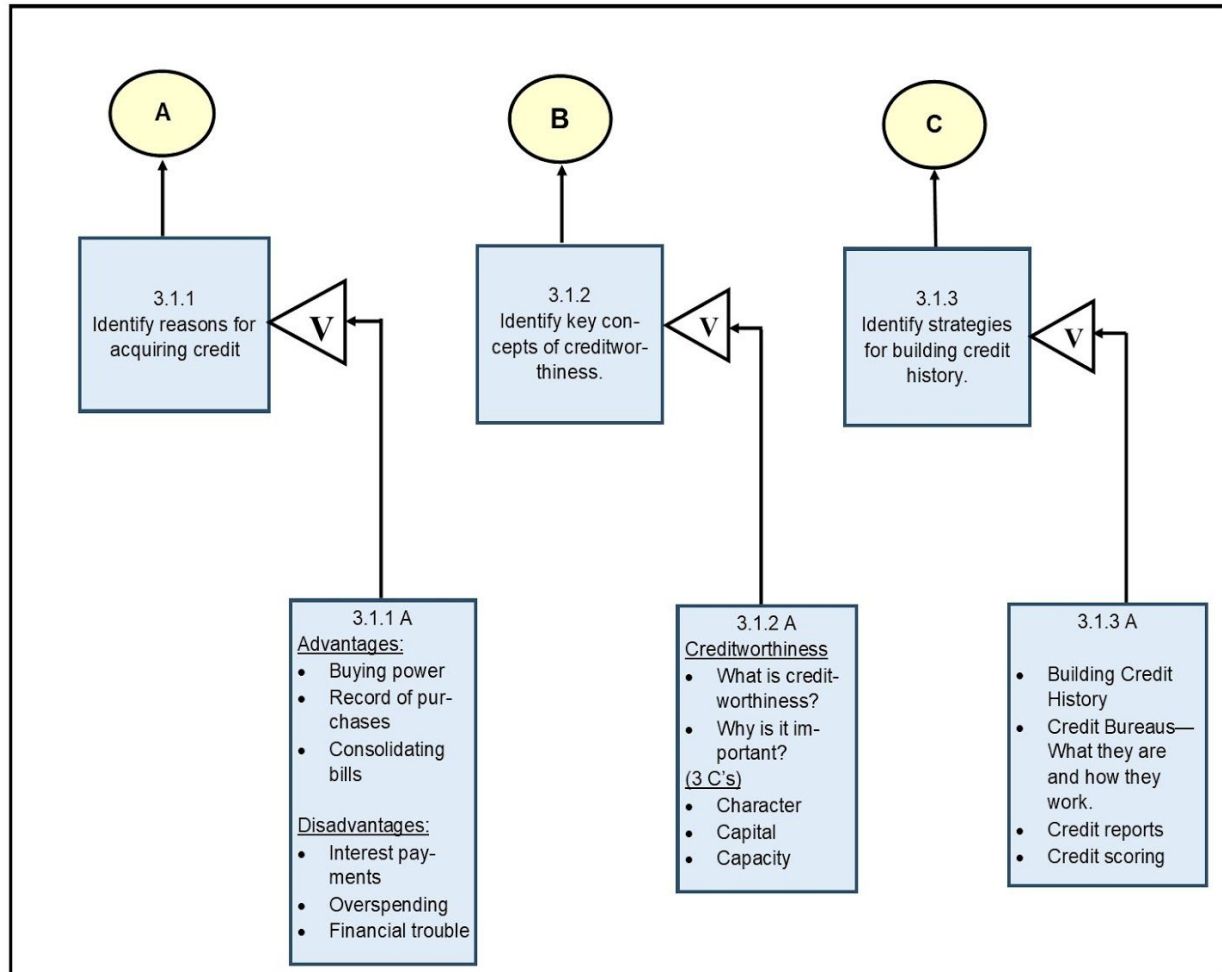 A
B
C
3.1.1
Identify reasons for
acquiring credit
V
3.1.2
Identify key con-
cepts of creditwor-
thiness.
V
3.1.3
Identify strategies
for building credit
history.
V
3.1.1 A
Advantages:
• Buying power
• Record of pur-
chases
• Consolidating
bills
Disadvantages:
• Interest pay-
ments
• Overspending
• Financial trouble
3.1.2 A
Creditworthiness
• What is credit-
worthiness?
• Why is it im-
portant?
(3 C's)
• Character
• Capital
• Capacity
3.1.3 A
• Building Credit
History
• Credit Bureaus—
What they are
and how they
work.
• Credit reports
• Credit scoring